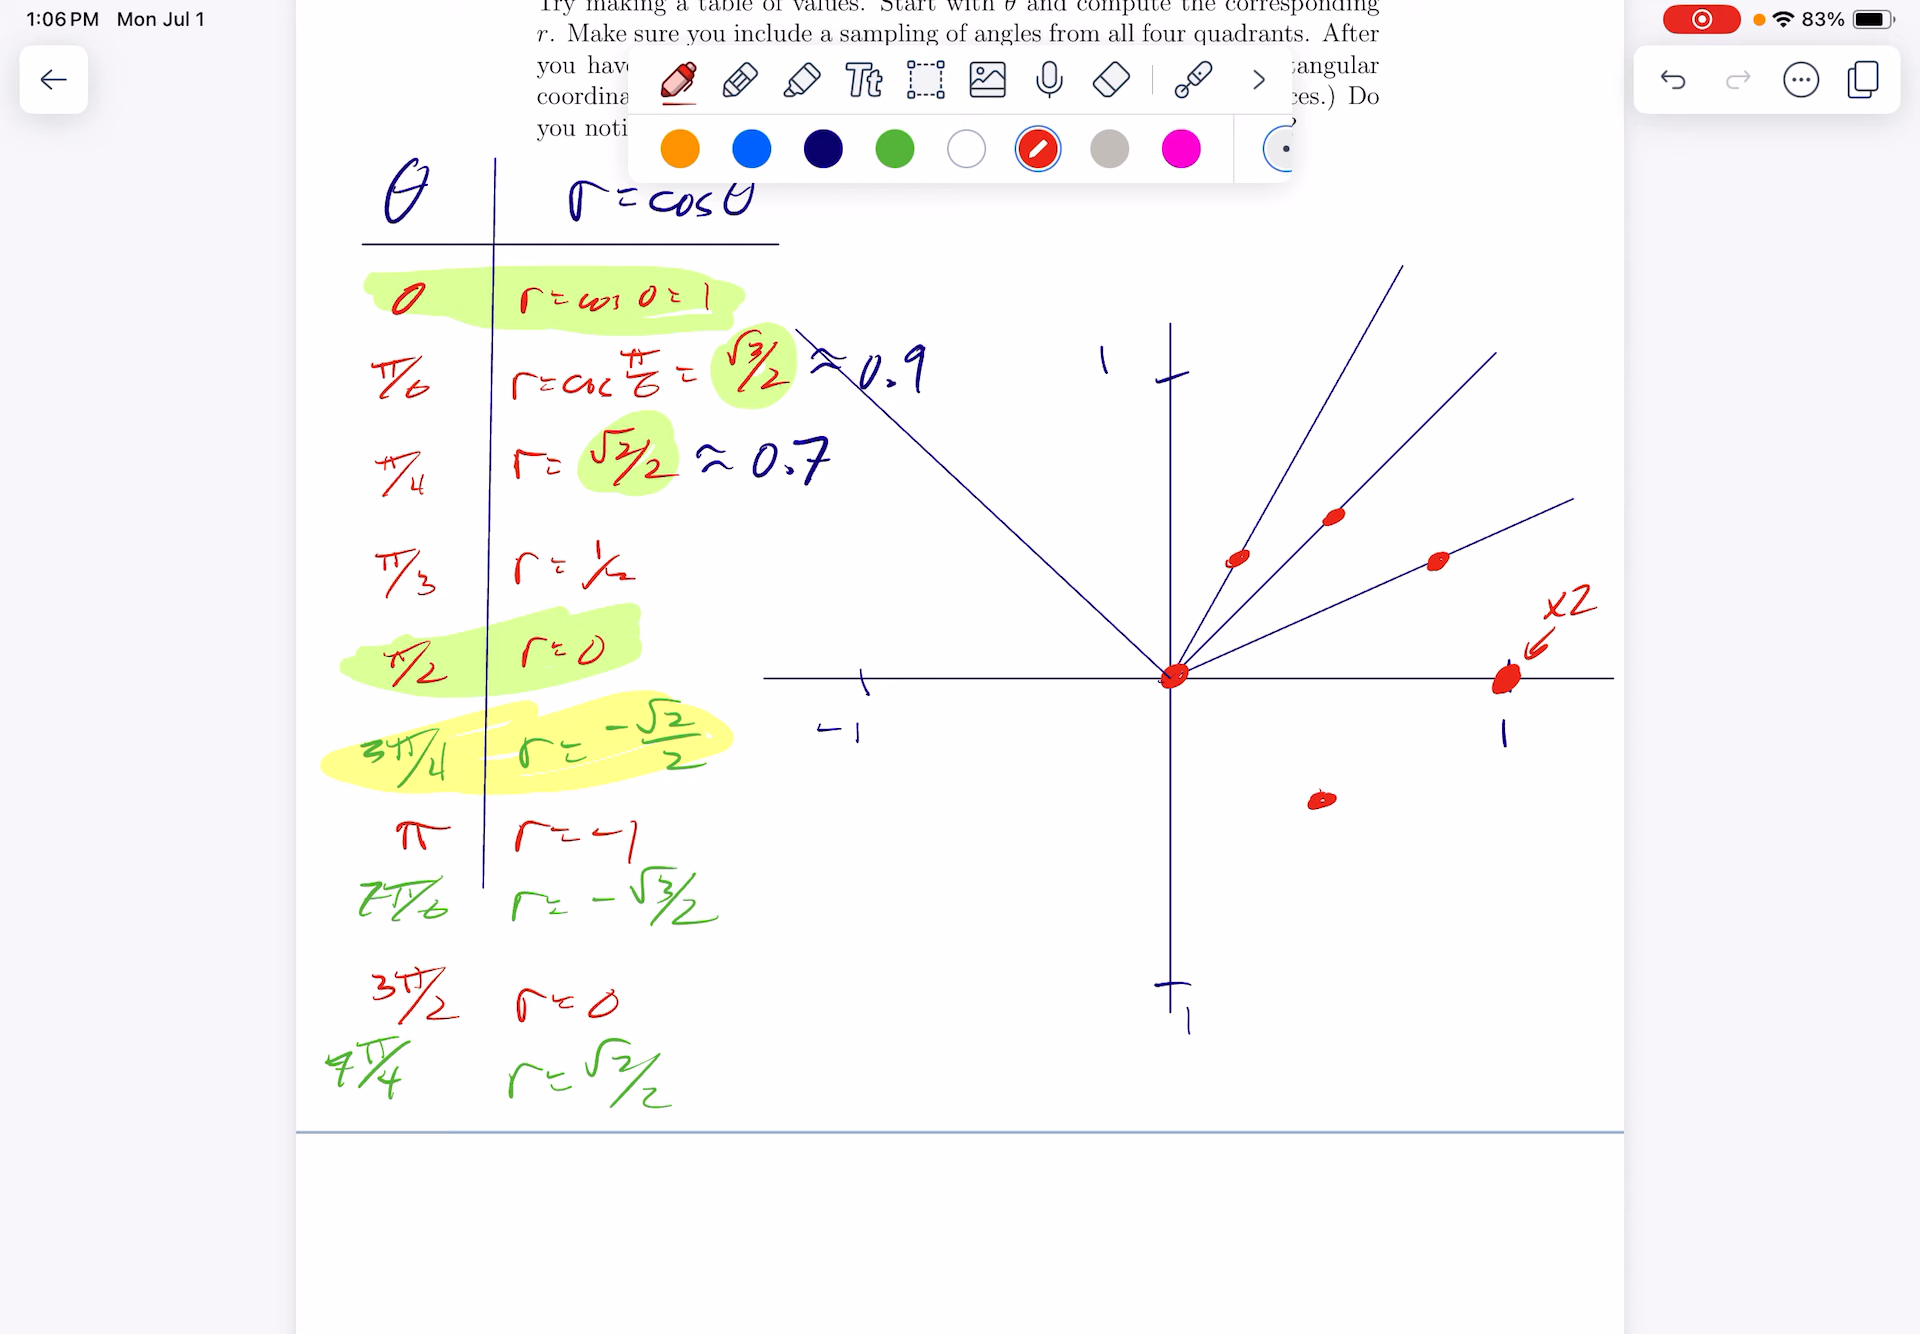 1:06 PM Mon Jul 1
83%
Try making a table of values. Start with θ and compute the corresponding
r. Make sure you include a sampling of angles from all four quadrants. After
you have tangular
coordina ces.) Do
you noti ?
Tt
θ r = cos θ
0 r = cos 0 = 1
π/6 r = cos π/6 = √3/2 ≈ 0.9
π/4 r = √2/2 ≈ 0.7
π/3 r = 1/2
π/2 r = 0
3π/4 r = -√2/2
π r = -1
7π/6 r = -√3/2
3π/2 r = 0
7π/4 r = √2/2
1
x2
-1
1
1